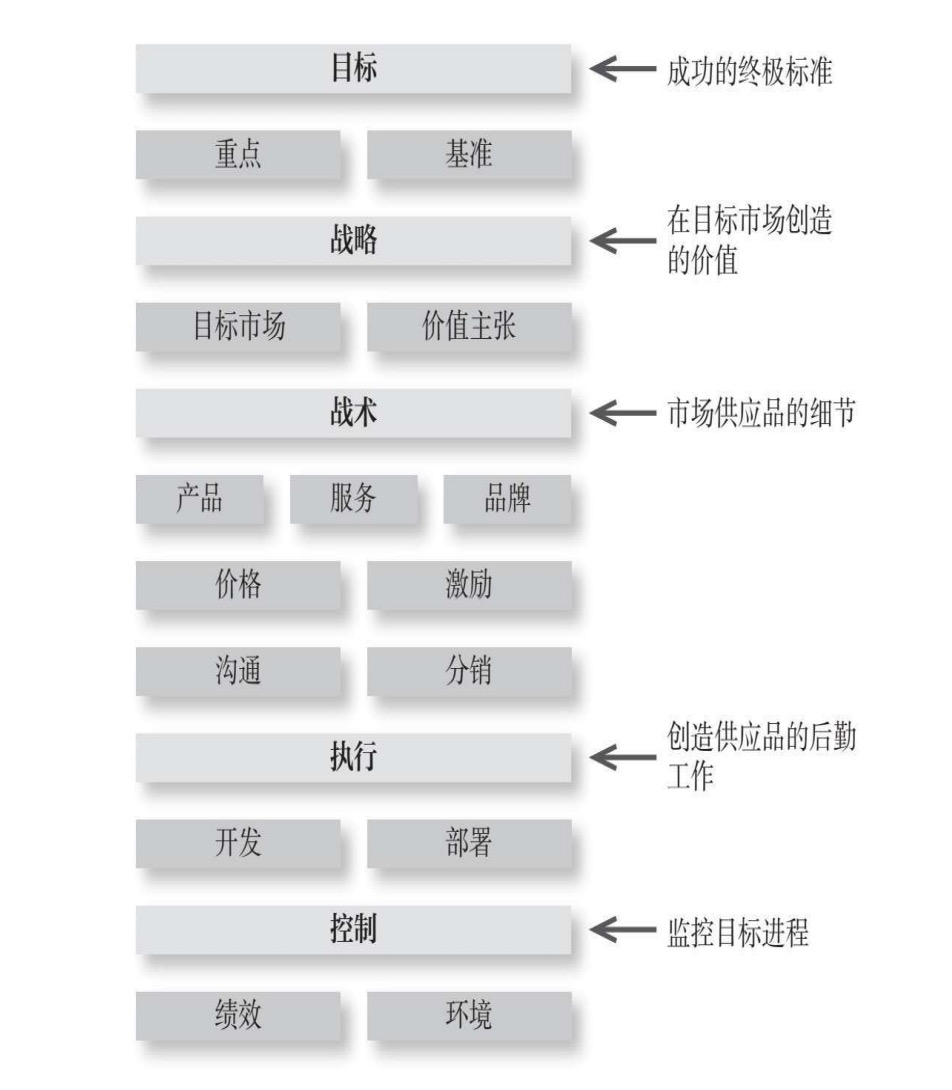 目标
成功的终极标准
重点
基准
战略
在目标市场创造
的价值
目标市场
价值主张
战术
市场供应品的细节
产品
服务
品牌
价格
激励
沟通
分销
执行
创造供应品的后勤
工作
开发
部署
控制
监控目标进程
绩效
环境